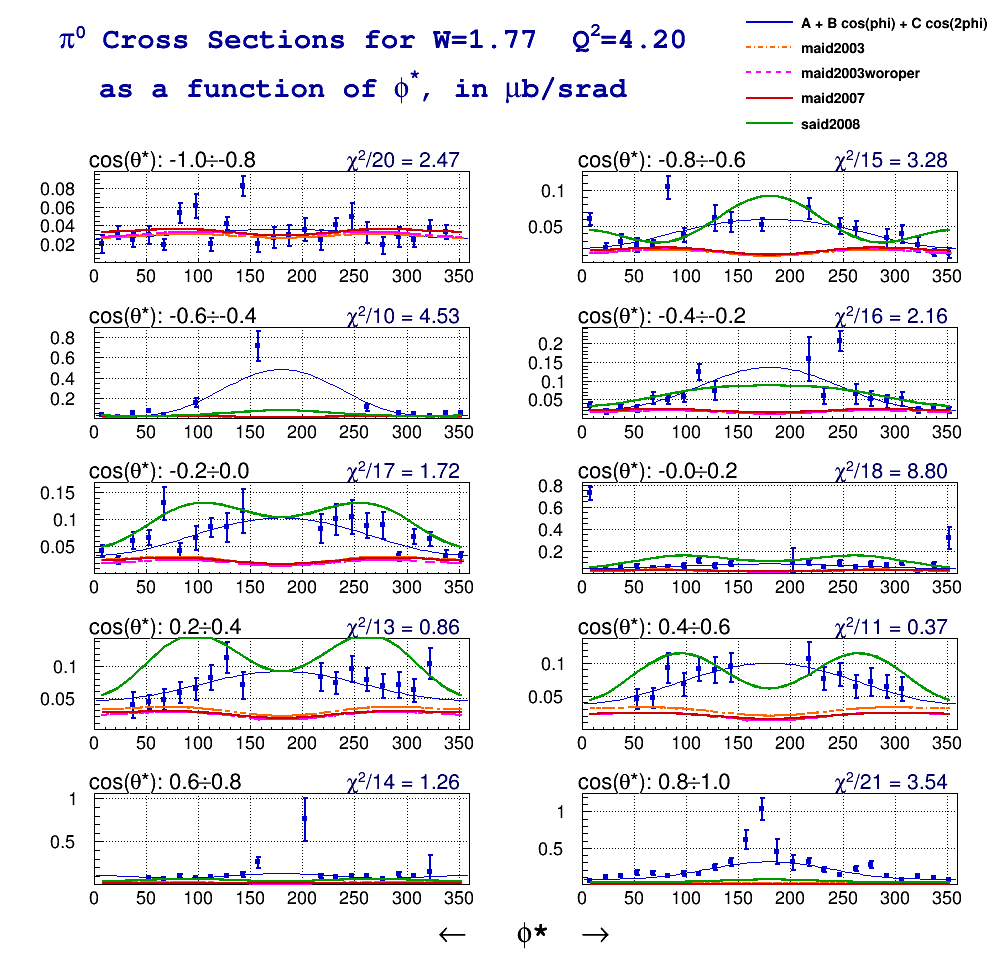 π⁰ Cross Sections for W=1.77 Q²=4.20
as a function of ϕ*, in μb/srad
A + B cos(phi) + C cos(2phi)
maid2003
maid2003woroper
maid2007
said2008
cos(θ*): -1.0÷-0.8 χ²/20 = 2.47
0.08
0.06
0.04
0.02
0 50 100 150 200 250 300 350
cos(θ*): -0.8÷-0.6 χ²/15 = 3.28
0.1
0.05
0 50 100 150 200 250 300 350
cos(θ*): -0.6÷-0.4 χ²/10 = 4.53
0.8
0.6
0.4
0.2
0 50 100 150 200 250 300 350
cos(θ*): -0.4÷-0.2 χ²/16 = 2.16
0.2
0.15
0.1
0.05
0 50 100 150 200 250 300 350
cos(θ*): -0.2÷0.0 χ²/17 = 1.72
0.15
0.1
0.05
0 50 100 150 200 250 300 350
cos(θ*): -0.0÷0.2 χ²/18 = 8.80
0.8
0.6
0.4
0.2
0 50 100 150 200 250 300 350
cos(θ*): 0.2÷0.4 χ²/13 = 0.86
0.1
0.05
0 50 100 150 200 250 300 350
cos(θ*): 0.4÷0.6 χ²/11 = 0.37
0.1
0.05
0 50 100 150 200 250 300 350
cos(θ*): 0.6÷0.8 χ²/14 = 1.26
1
0.5
0 50 100 150 200 250 300 350
cos(θ*): 0.8÷1.0 χ²/21 = 3.54
1
0.5
0 50 100 150 200 250 300 350
← ϕ* →